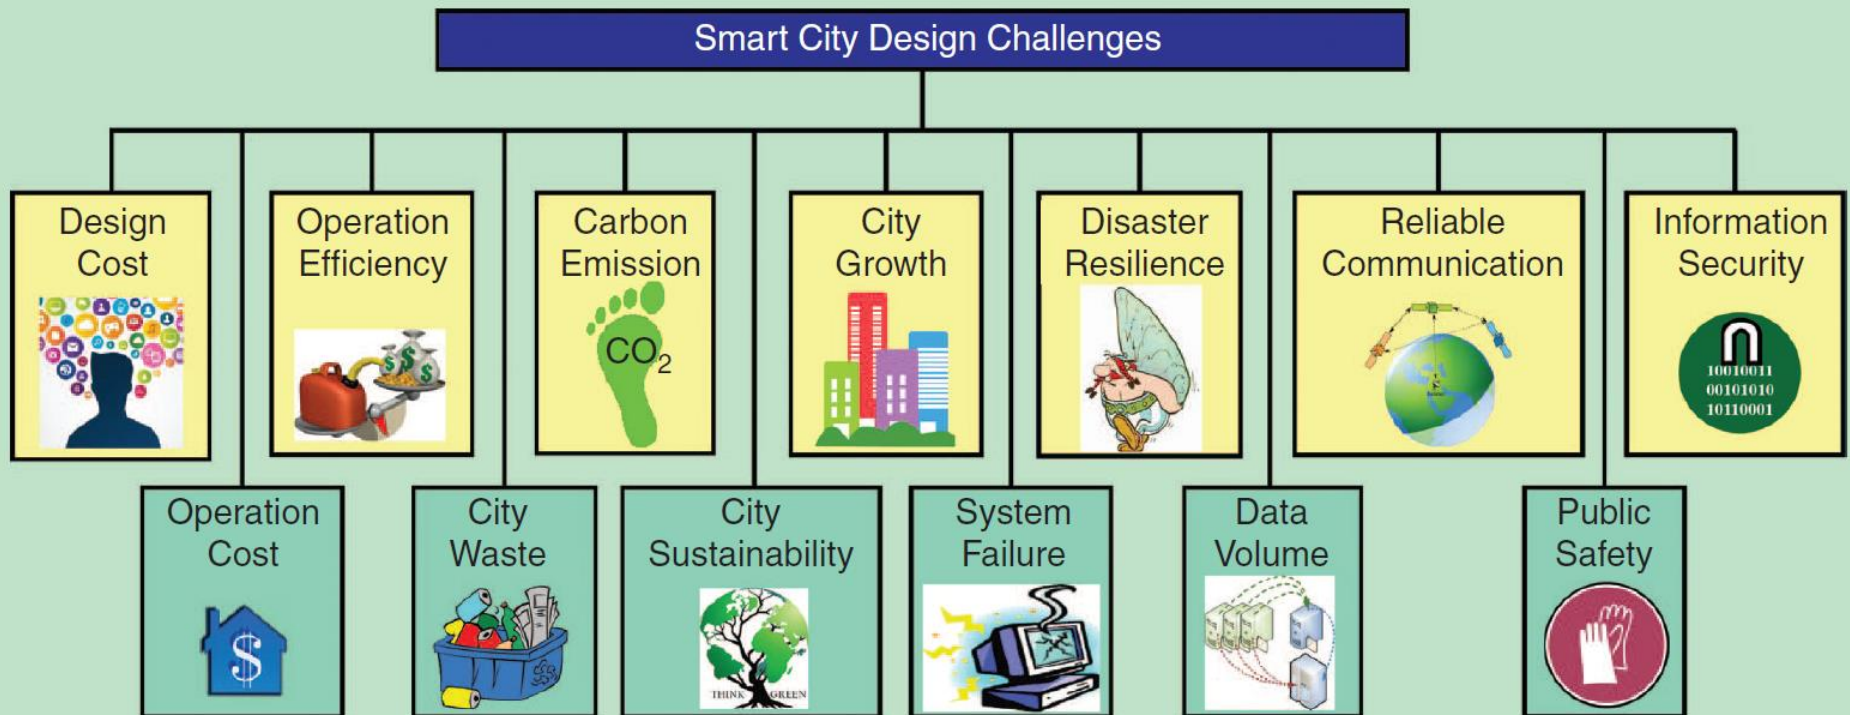 Smart City Design Challenges
Design
Cost
Operation
Efficiency
Carbon
Emission
City
Growth
Disaster
Resilience
Reliable
Communication
Information
Security
$ $ $
CO2
10010011
00101010
10110001
Operation
Cost
City
Waste
City
Sustainability
System
Failure
Data
Volume
Public
Safety
$
THINK GREEN